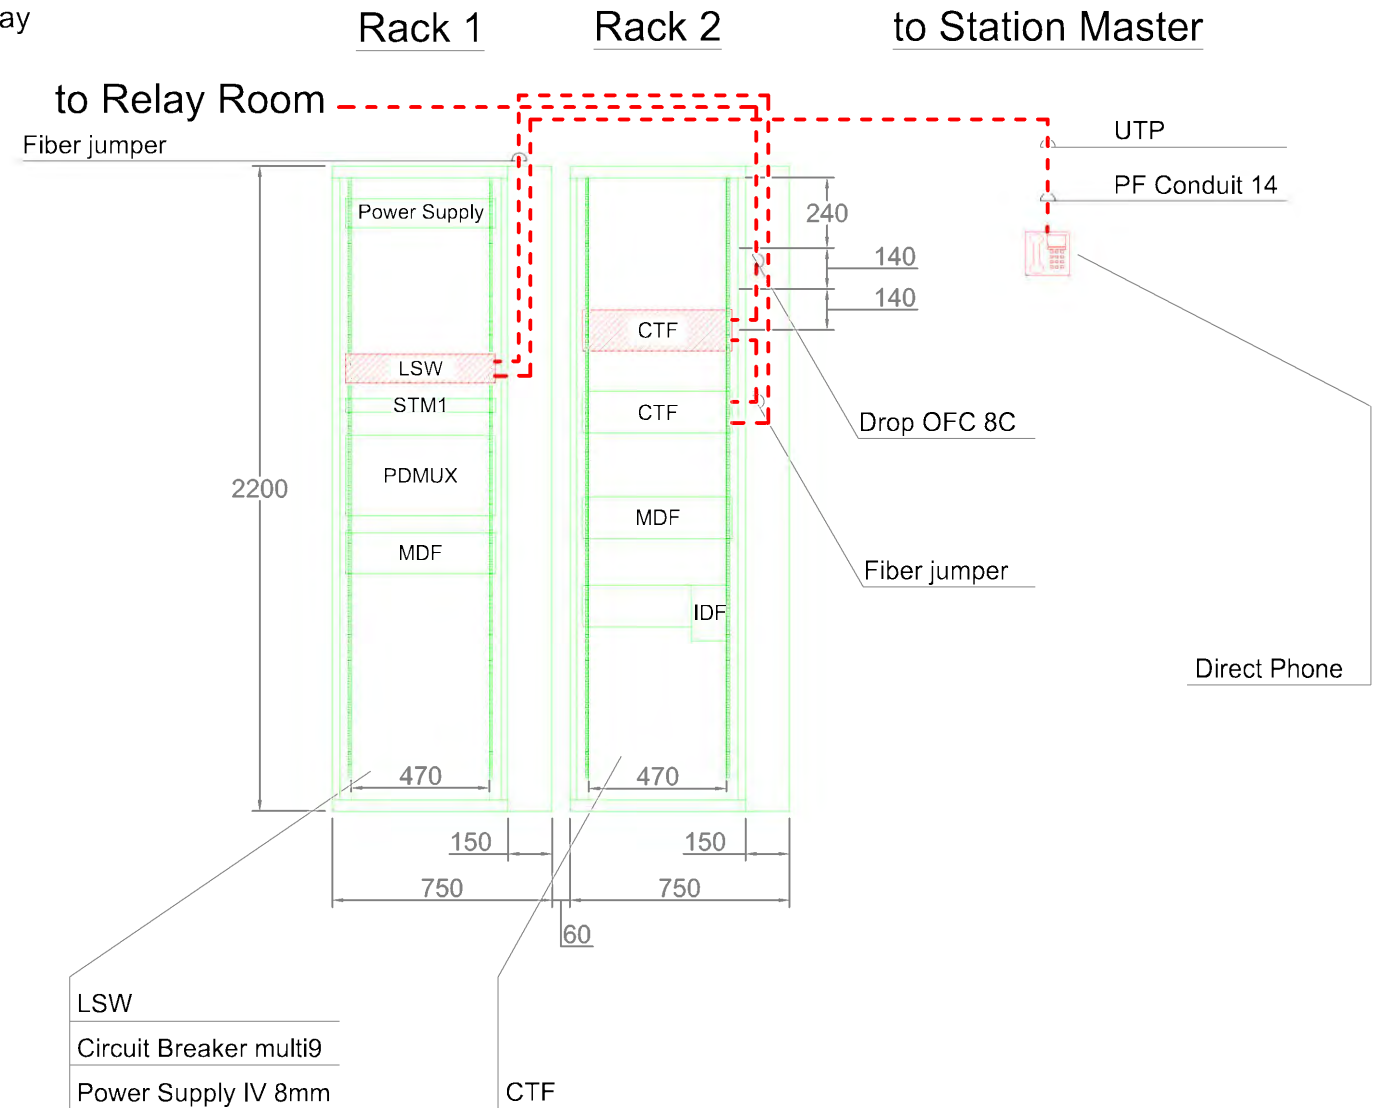 ay
Rack 1
Rack 2
to Station Master
to Relay Room
Fiber jumper
UTP
PF Conduit 14
Power Supply
240
140
140
CTF
LSW
STM1
CTF
Drop OFC 8C
PDMUX
2200
MDF
MDF
Fiber jumper
IDF
Direct Phone
470
470
150
150
750
750
60
LSW
Circuit Breaker multi9
Power Supply IV 8mm
CTF